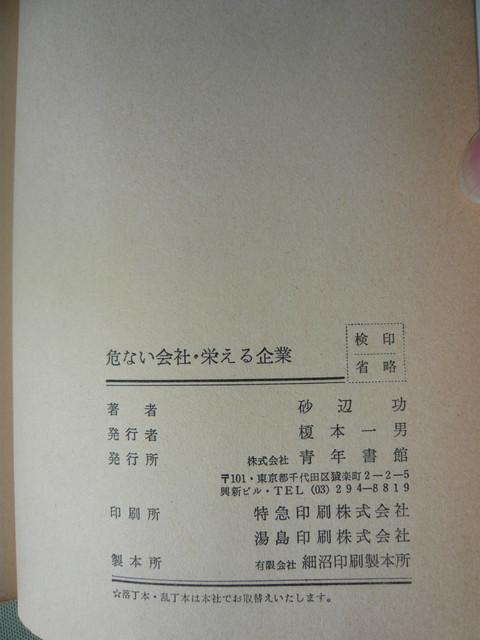 検印
省略
危ない会社・栄える企業
著者 砂辺功
発行者 榎本一男
発行所 株式会社 青年書館
〒101・東京都千代田区猿楽町2-2-5
興新ビル・TEL (03) 294-8819
印刷所 特急印刷株式会社
湯島印刷株式会社
製本所 有限会社 細沼印刷製本所
☆落丁本・乱丁本は本社でお取替えいたします。